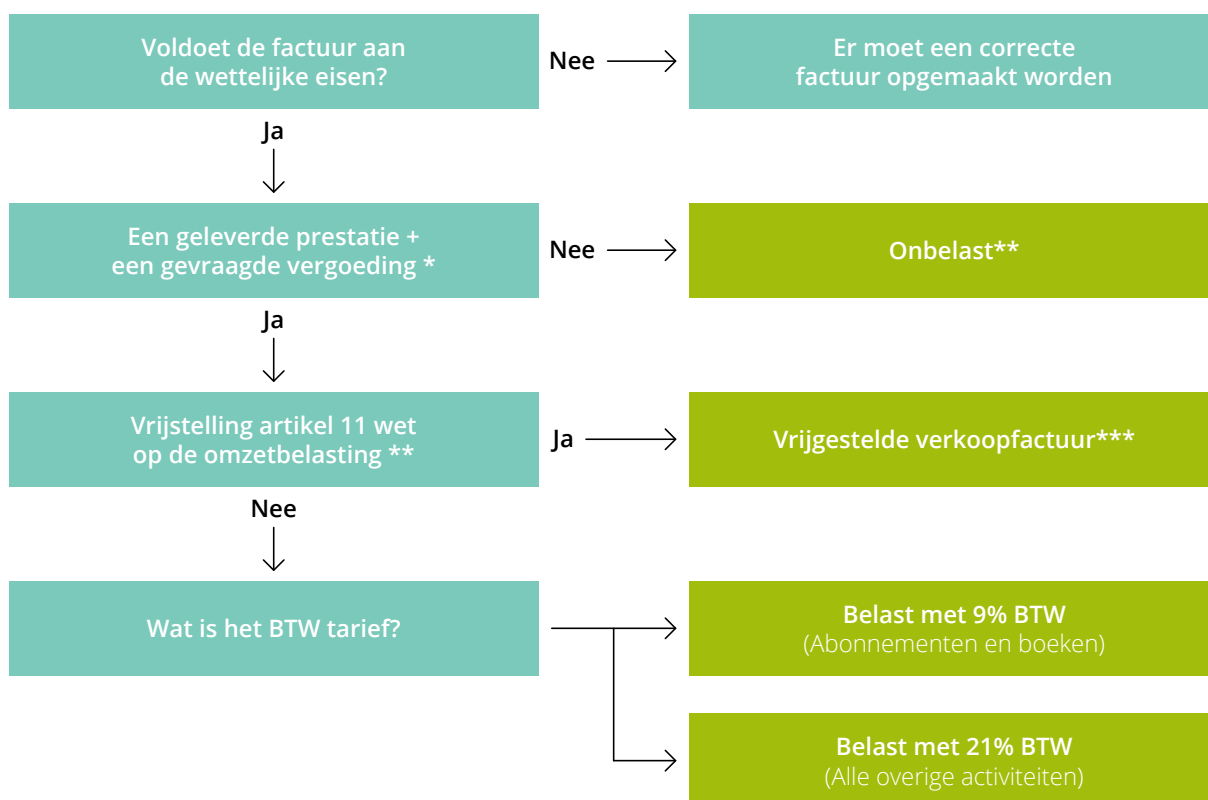 Voldoet de factuur aan
de wettelijke eisen?
Nee
Er moet een correcte
factuur opgemaakt worden
Ja
Een geleverde prestatie +
een gevraagde vergoeding *
Nee
Onbelast**
Ja
Vrijstelling artikel 11 wet
op de omzetbelasting **
Ja
Vrijgestelde verkoopfactuur***
Nee
Wat is het BTW tarief?
Belast met 9% BTW
(Abonnementen en boeken)
Belast met 21% BTW
(Alle overige activiteiten)